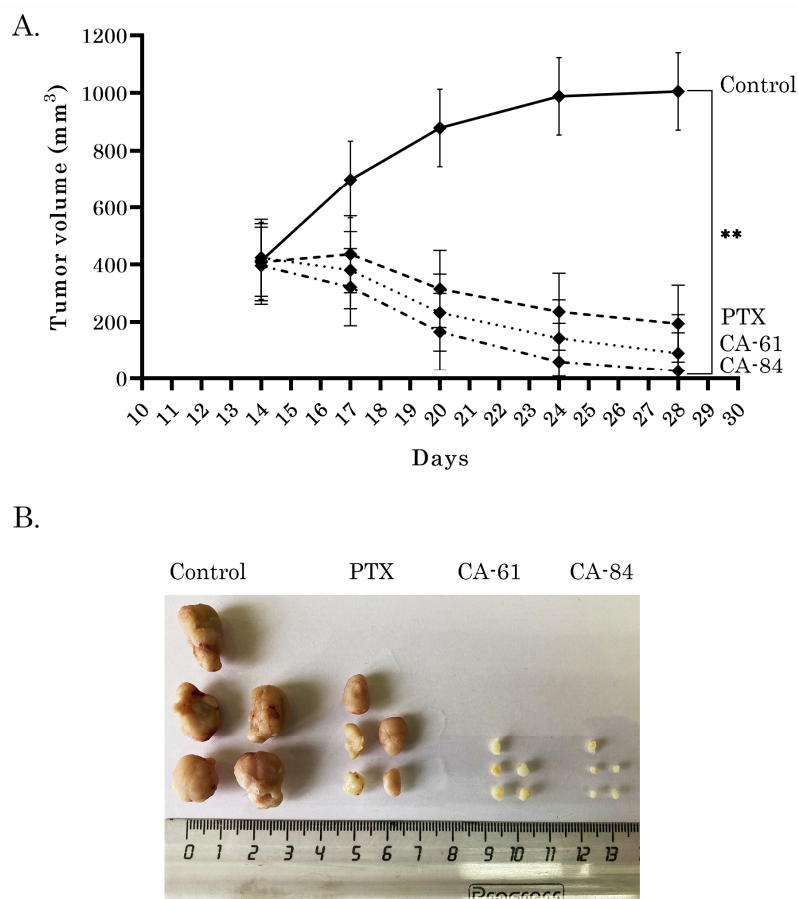 A.
Tumor volume (mm³)
1200
1000
800
600
400
200
0
Control
**
PTX
CA-61
CA-84
10 11 12 13 14 15 16 17 18 19 20 21 22 23 24 25 26 27 28 29 30
Days
B.
Control PTX CA-61 CA-84
0 1 2 3 4 5 6 7 8 9 10 11 12 13
Progress